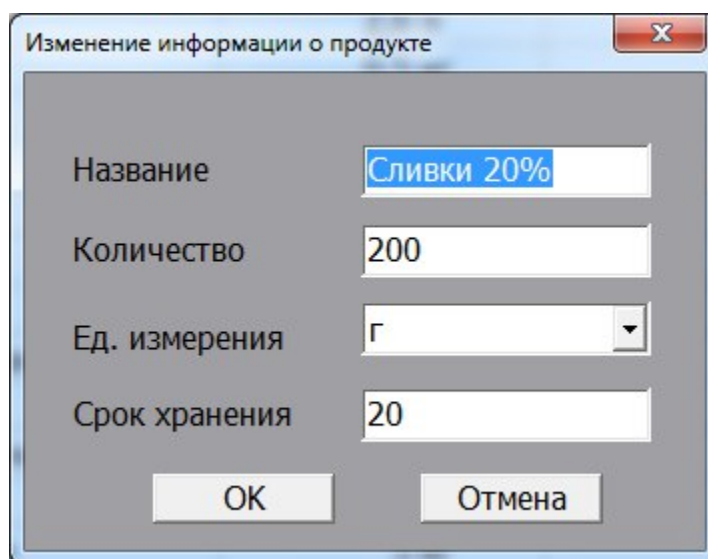 Изменение информации о продукте
Название Сливки 20%
Количество 200
Ед. измерения г
Срок хранения 20
OK Отмена